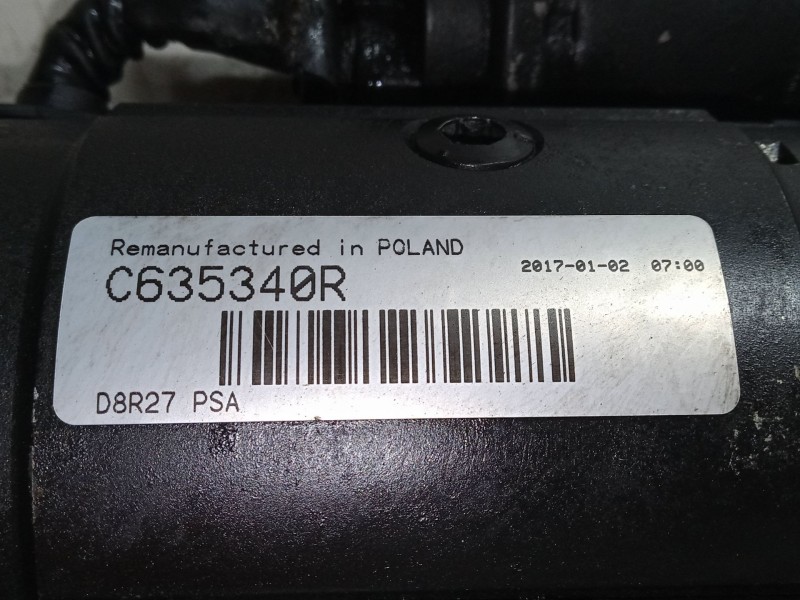 Remanufactured in POLAND
C635340R
2017-01-02 07:00
D8R27 PSA